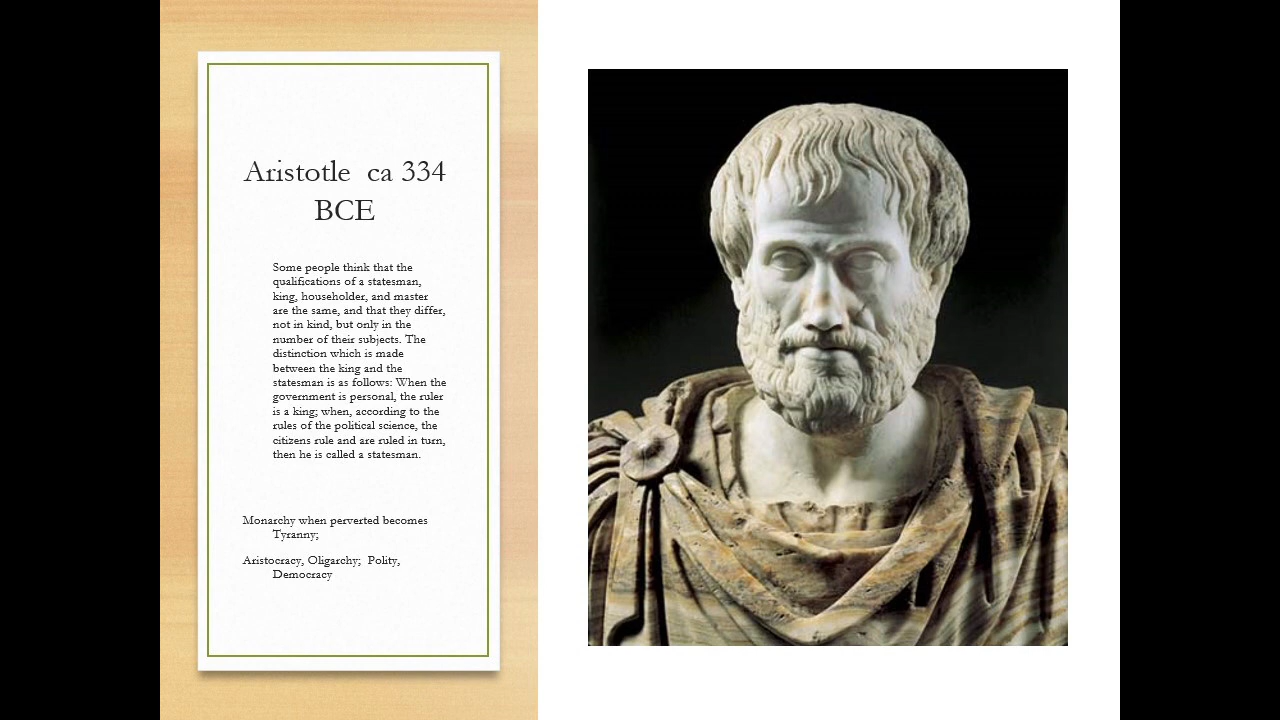 Aristotle  ca 334
BCE
Some people think that the
qualifications of a statesman,
king, householder, and master
are the same, and that they differ,
not in kind, but only in the
number of their subjects. The
distinction which is made
between the king and the
statesman is as follows: When the
government is personal, the ruler
is a king; when, according to the
rules of the political science, the
citizens rule and are ruled in turn,
then he is called a statesman.
Monarchy when perverted becomes
Tyranny;
Aristocracy, Oligarchy;  Polity,
Democracy